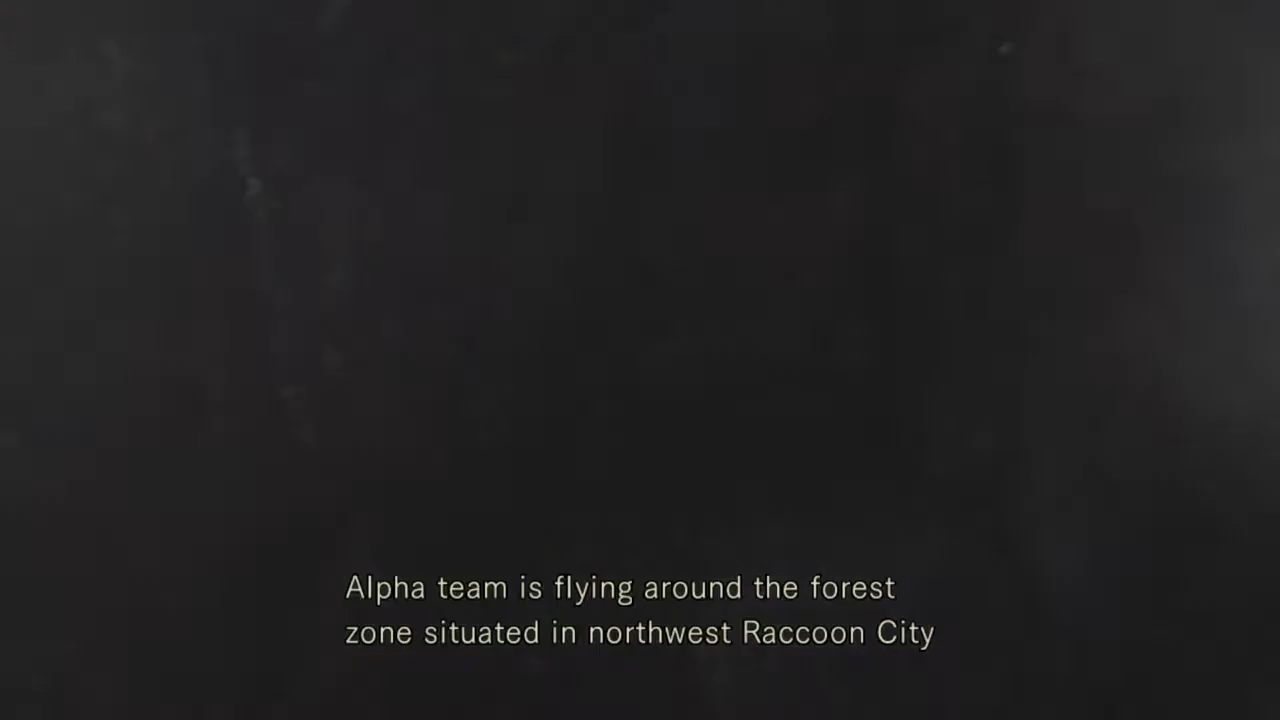 Alpha team is flying around the forest
zone situated in northwest Raccoon City